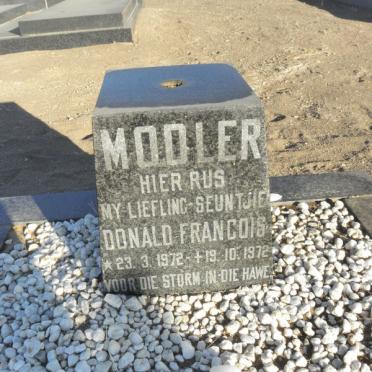 MODLER
HIER RUS
MY LIEFLING-SEUNTJIE
DONALD FRANCOIS
* 23. 3. 1972 - † 19. 10. 1972
VOOR DIE STORM IN-DIE HAWE.